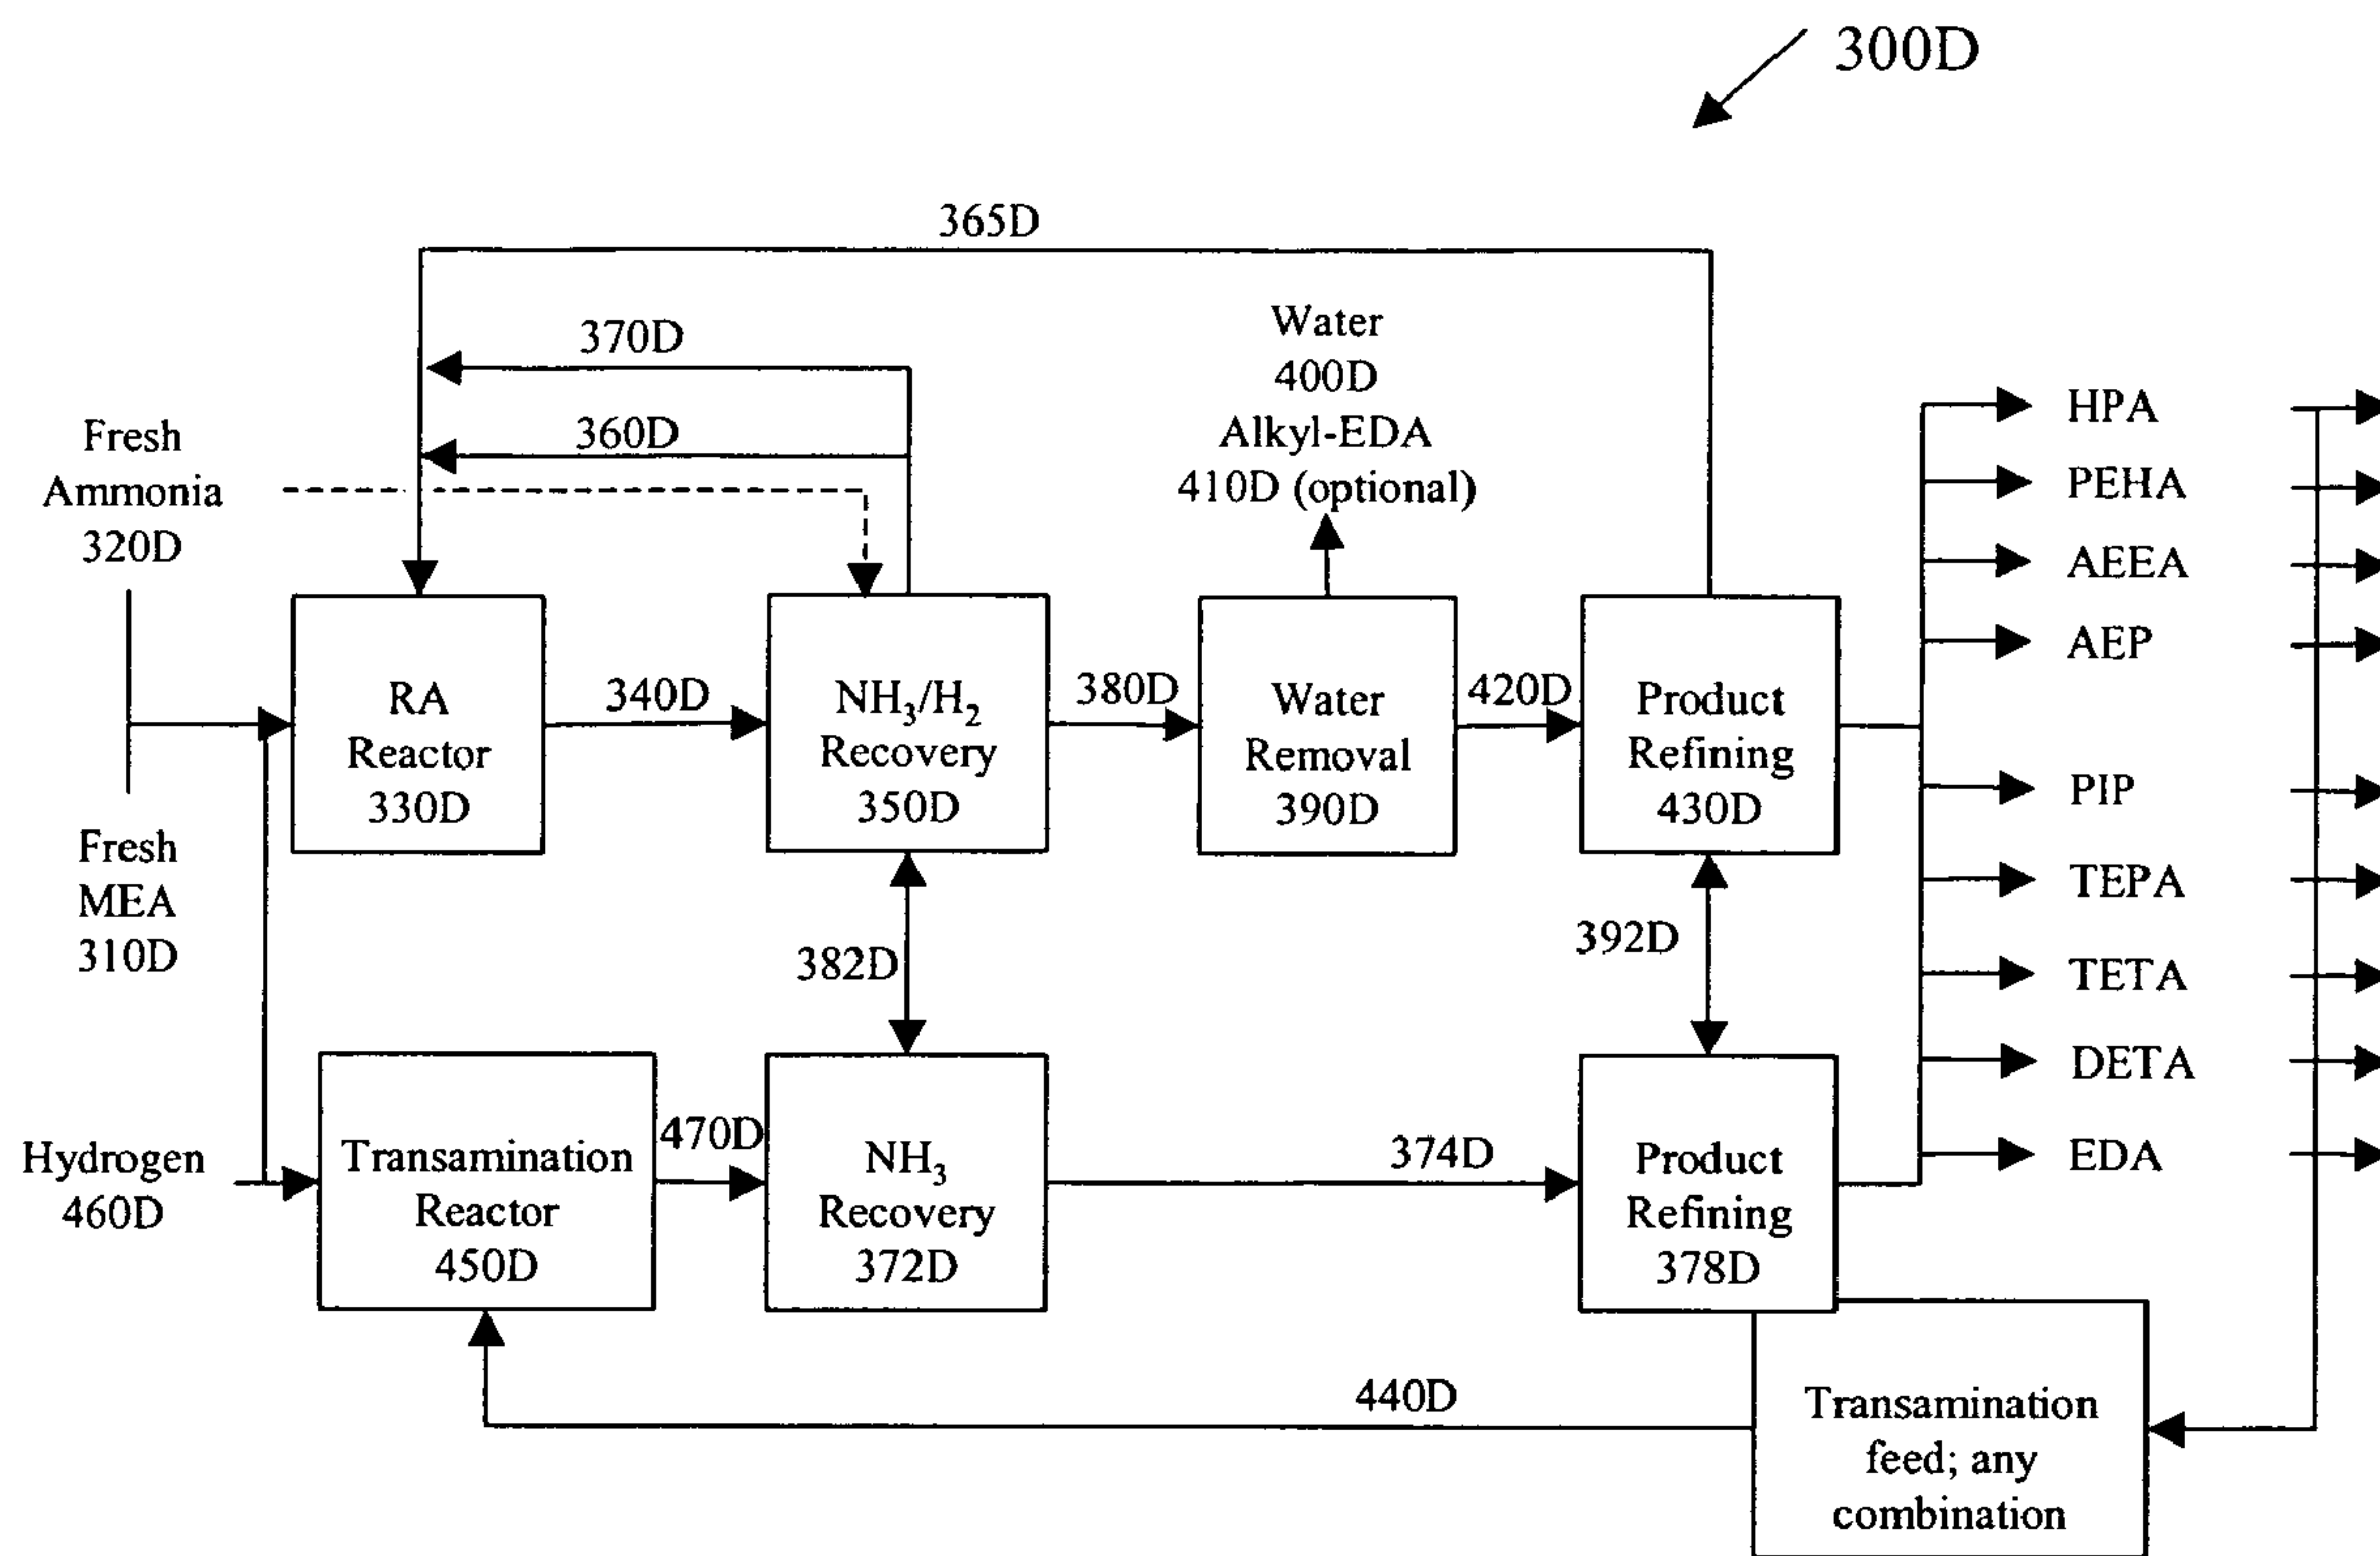 300D
365D
370D
360D
Fresh
Ammonia
320D
Water
400D
Alkyl-EDA
410D (optional)
HPA
PEHA
AEEA
AEP
PIP
TEPA
TETA
DETA
EDA
RA
Reactor
330D
340D
NH₃/H₂
Recovery
350D
380D
Water
Removal
390D
420D
Product
Refining
430D
Fresh
MEA
310D
382D
392D
Hydrogen
460D
Transamination
Reactor
450D
470D
NH₃
Recovery
372D
374D
Product
Refining
378D
440D
Transamination
feed; any
combination